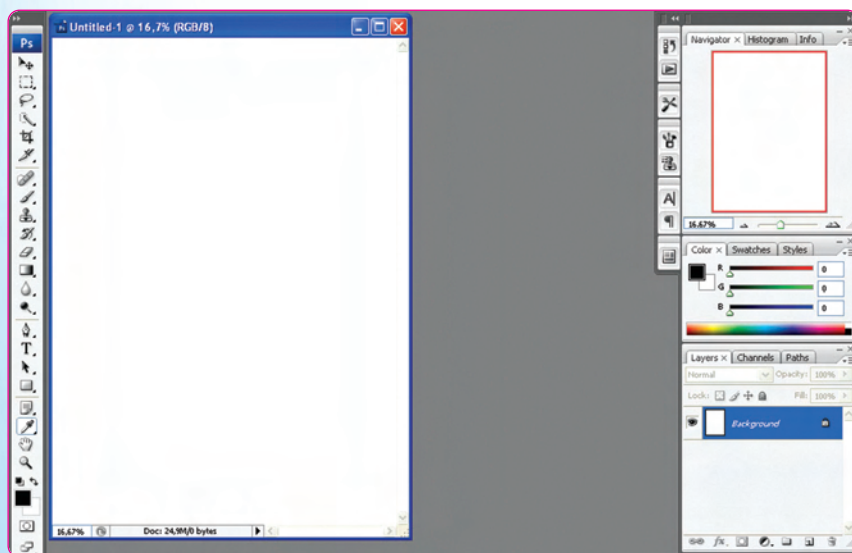 Untitled-1 @ 16,7% (RGB/8)
Ps
T
16,67%
Doc: 24,9M/0 bytes
A
¶
Navigator × Histogram Info
16.67%
Color × Swatches Styles
R 0
G 0
B 0
Layers × Channels Paths
Normal Opacity: 100%
Lock: Fill: 100%
Background
fx.